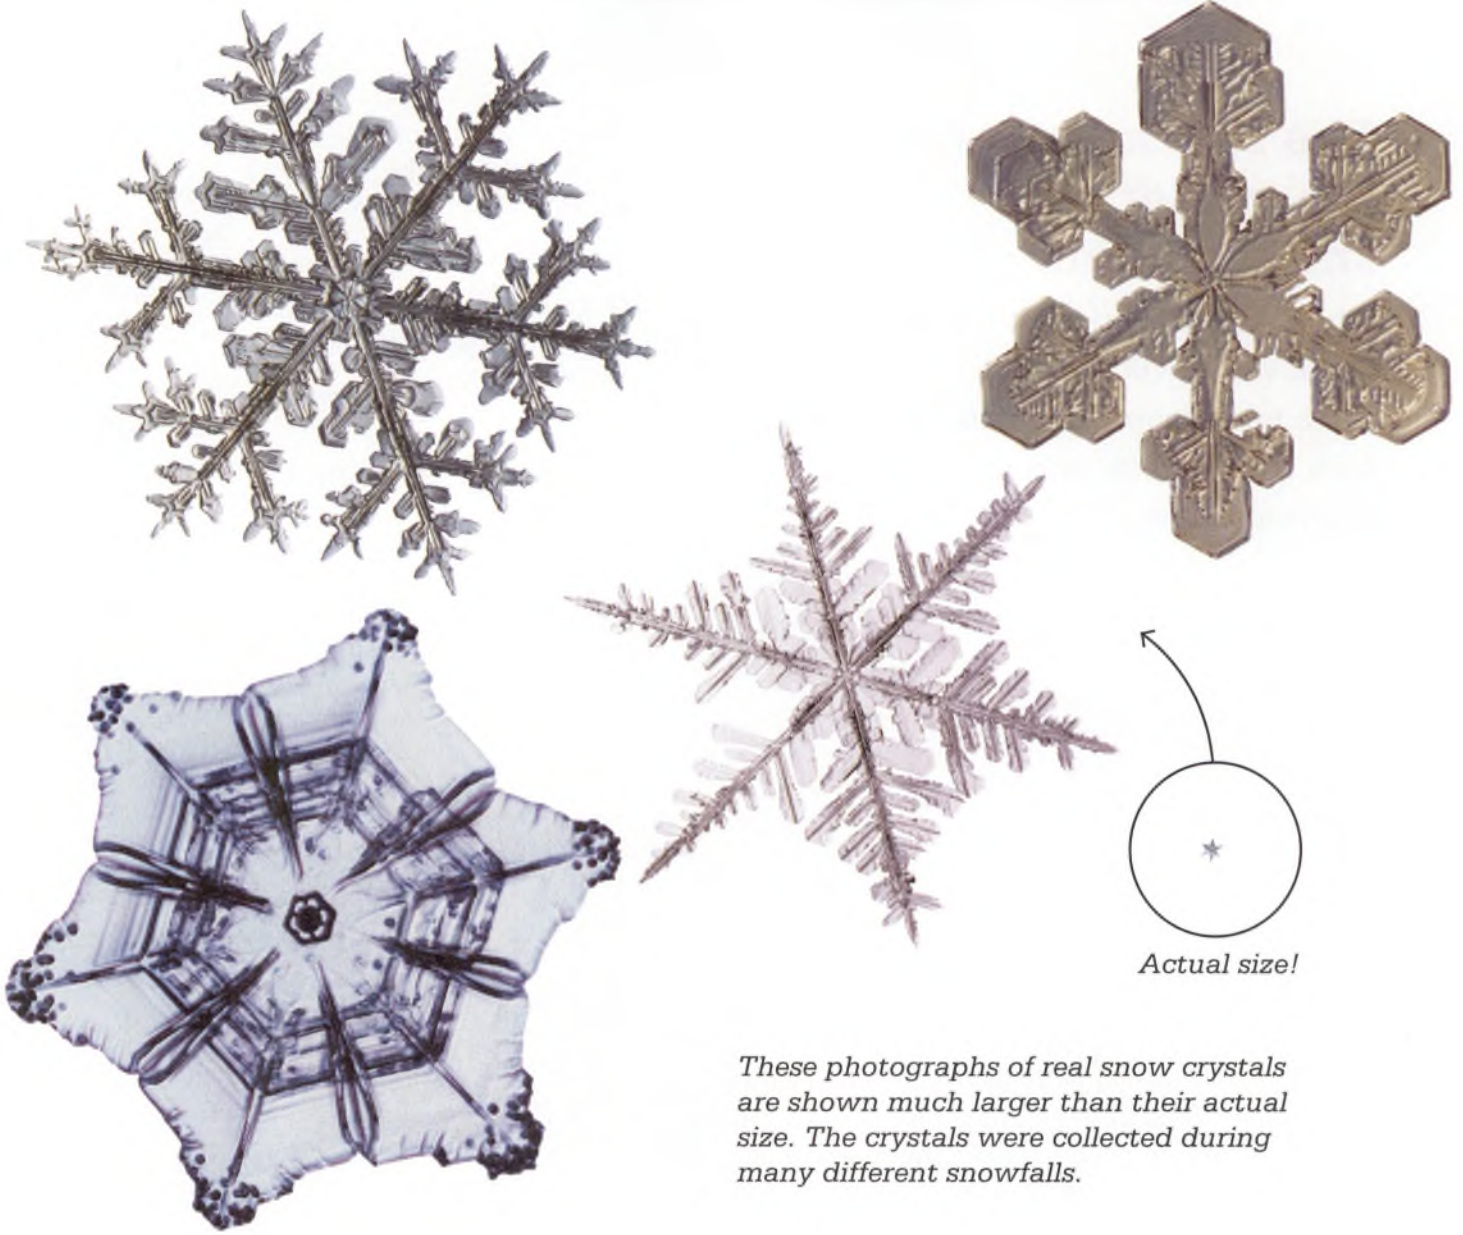 Actual size!
These photographs of real snow crystals
are shown much larger than their actual
size. The crystals were collected during
many different snowfalls.